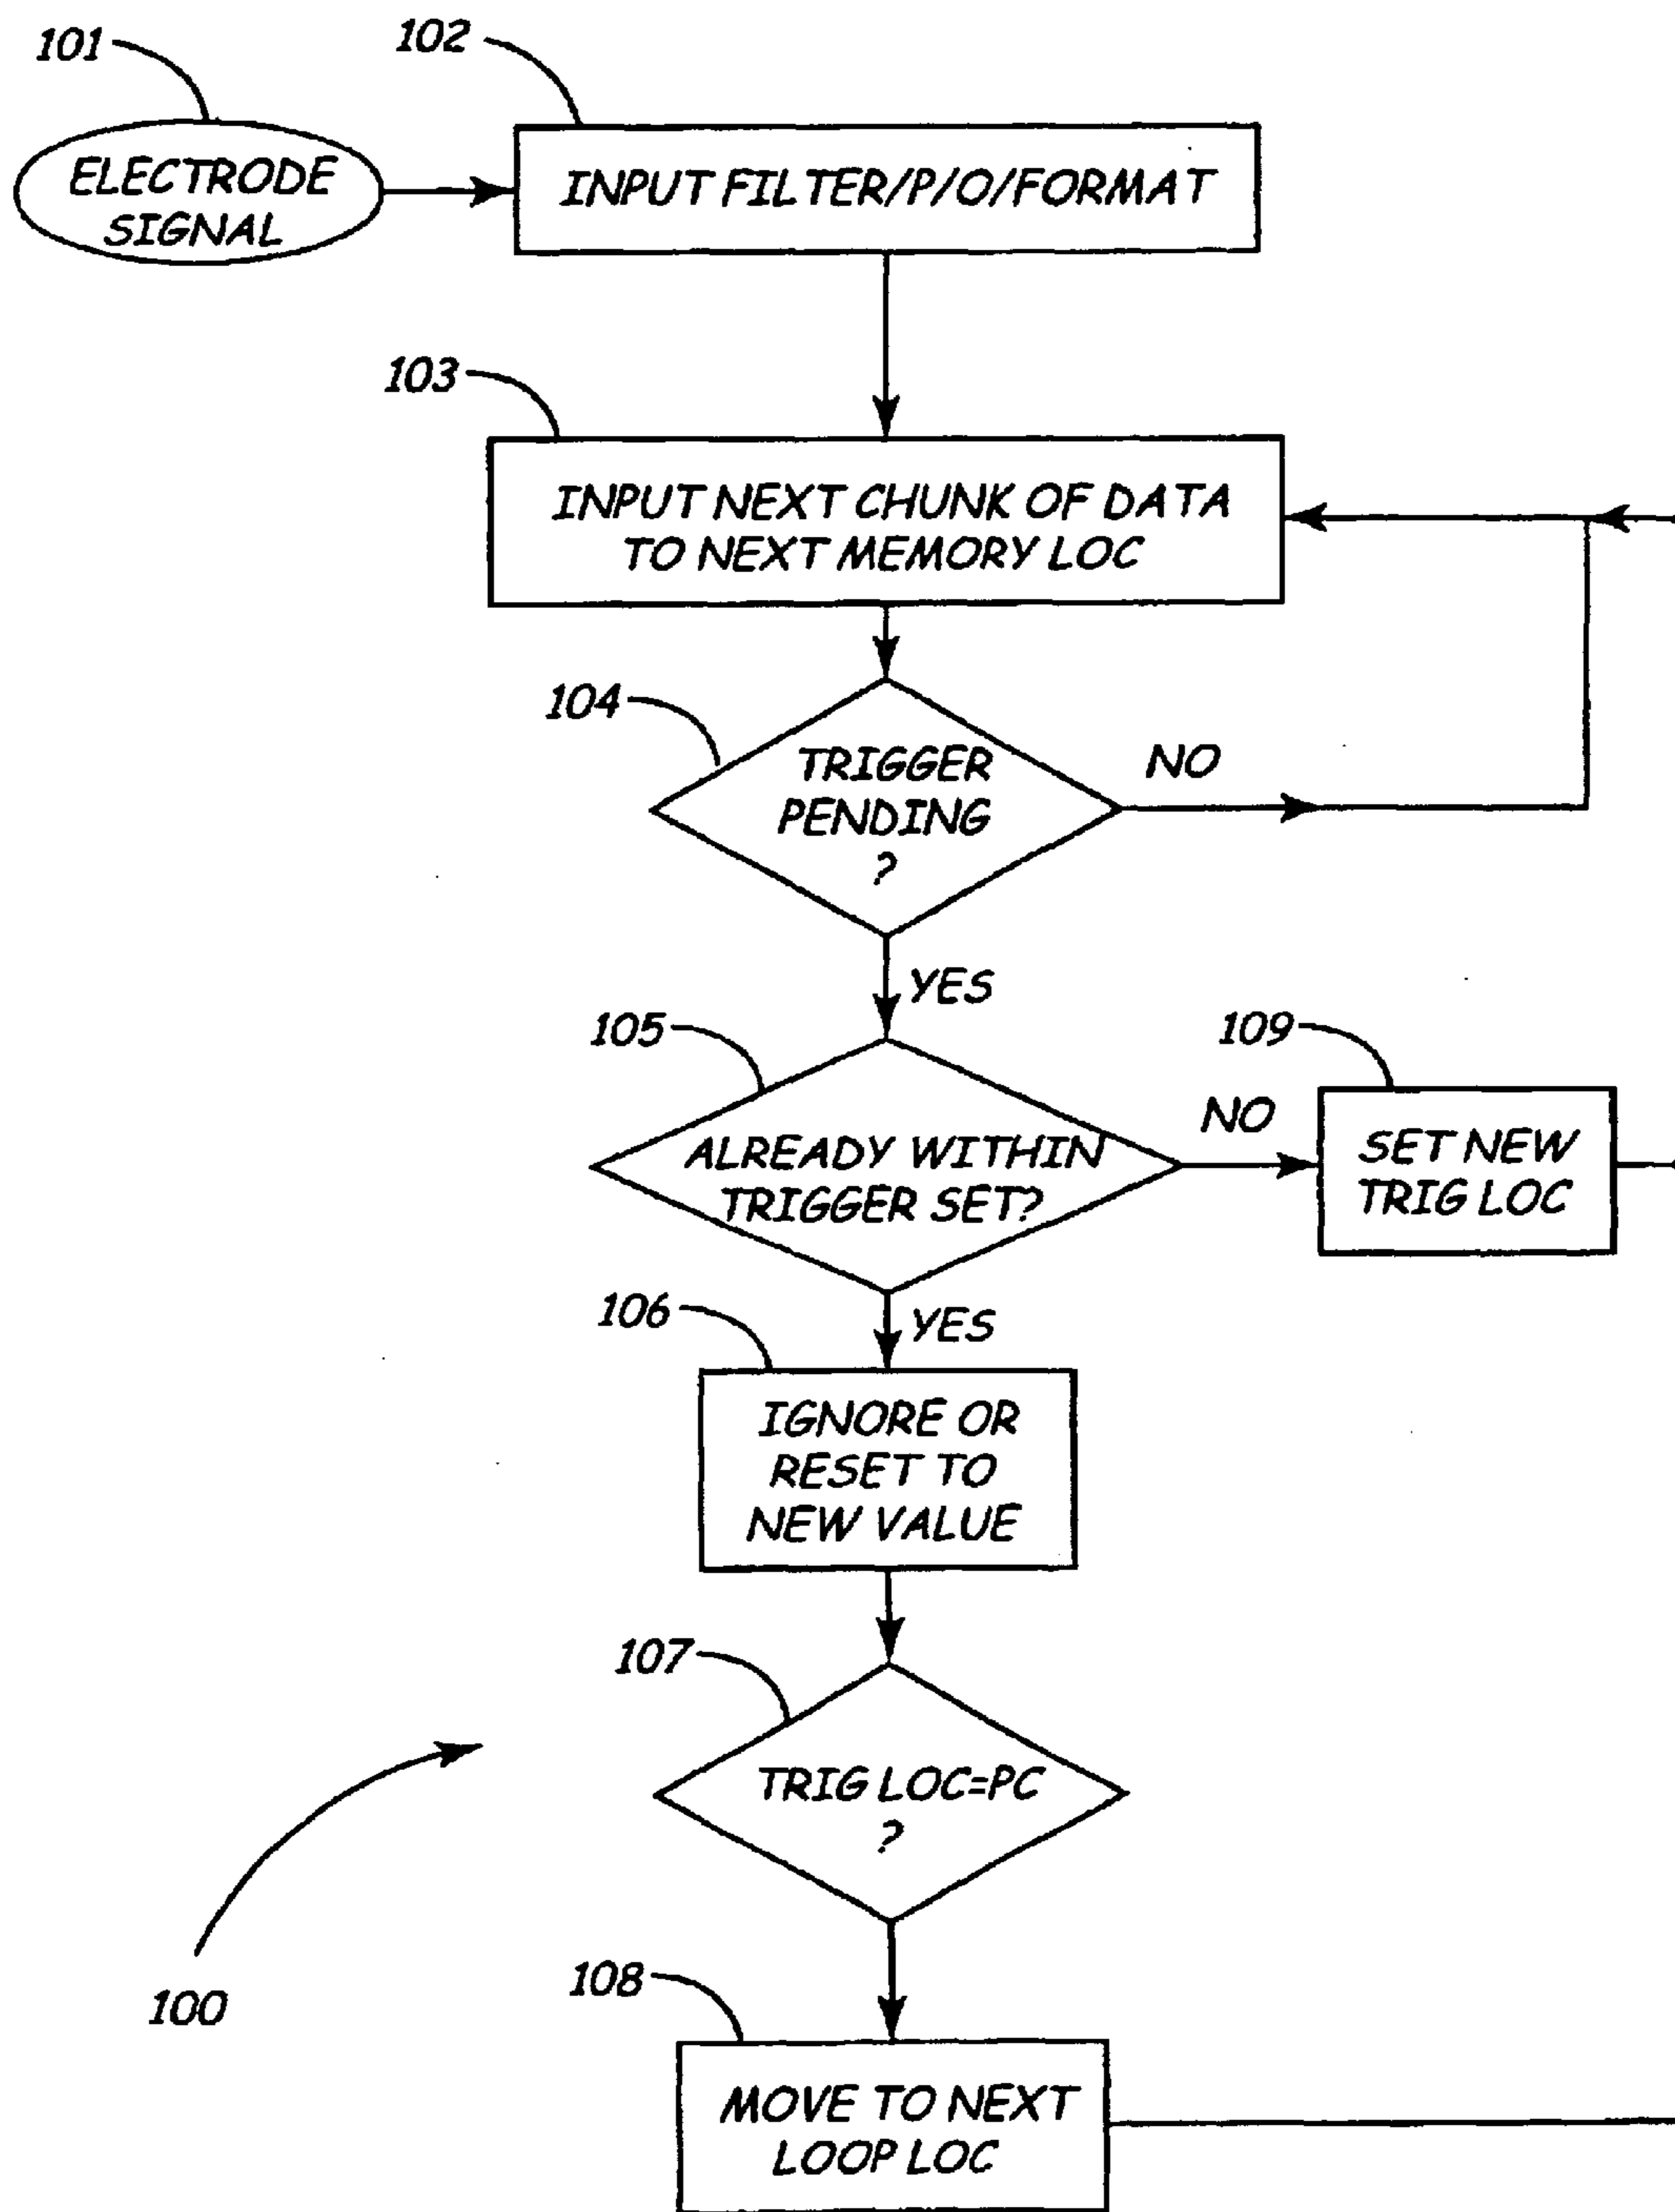 101
102
ELECTRODE
SIGNAL
INPUT FILTER/P/O/FORMAT
103
INPUT NEXT CHUNK OF DATA
TO NEXT MEMORY LOC
104
TRIGGER
PENDING
?
NO
YES
105
109
ALREADY WITHIN
TRIGGER SET?
NO
SET NEW
TRIG LOC
106
YES
IGNORE OR
RESET TO
NEW VALUE
107
TRIG LOC=PC
?
100
108
MOVE TO NEXT
LOOP LOC